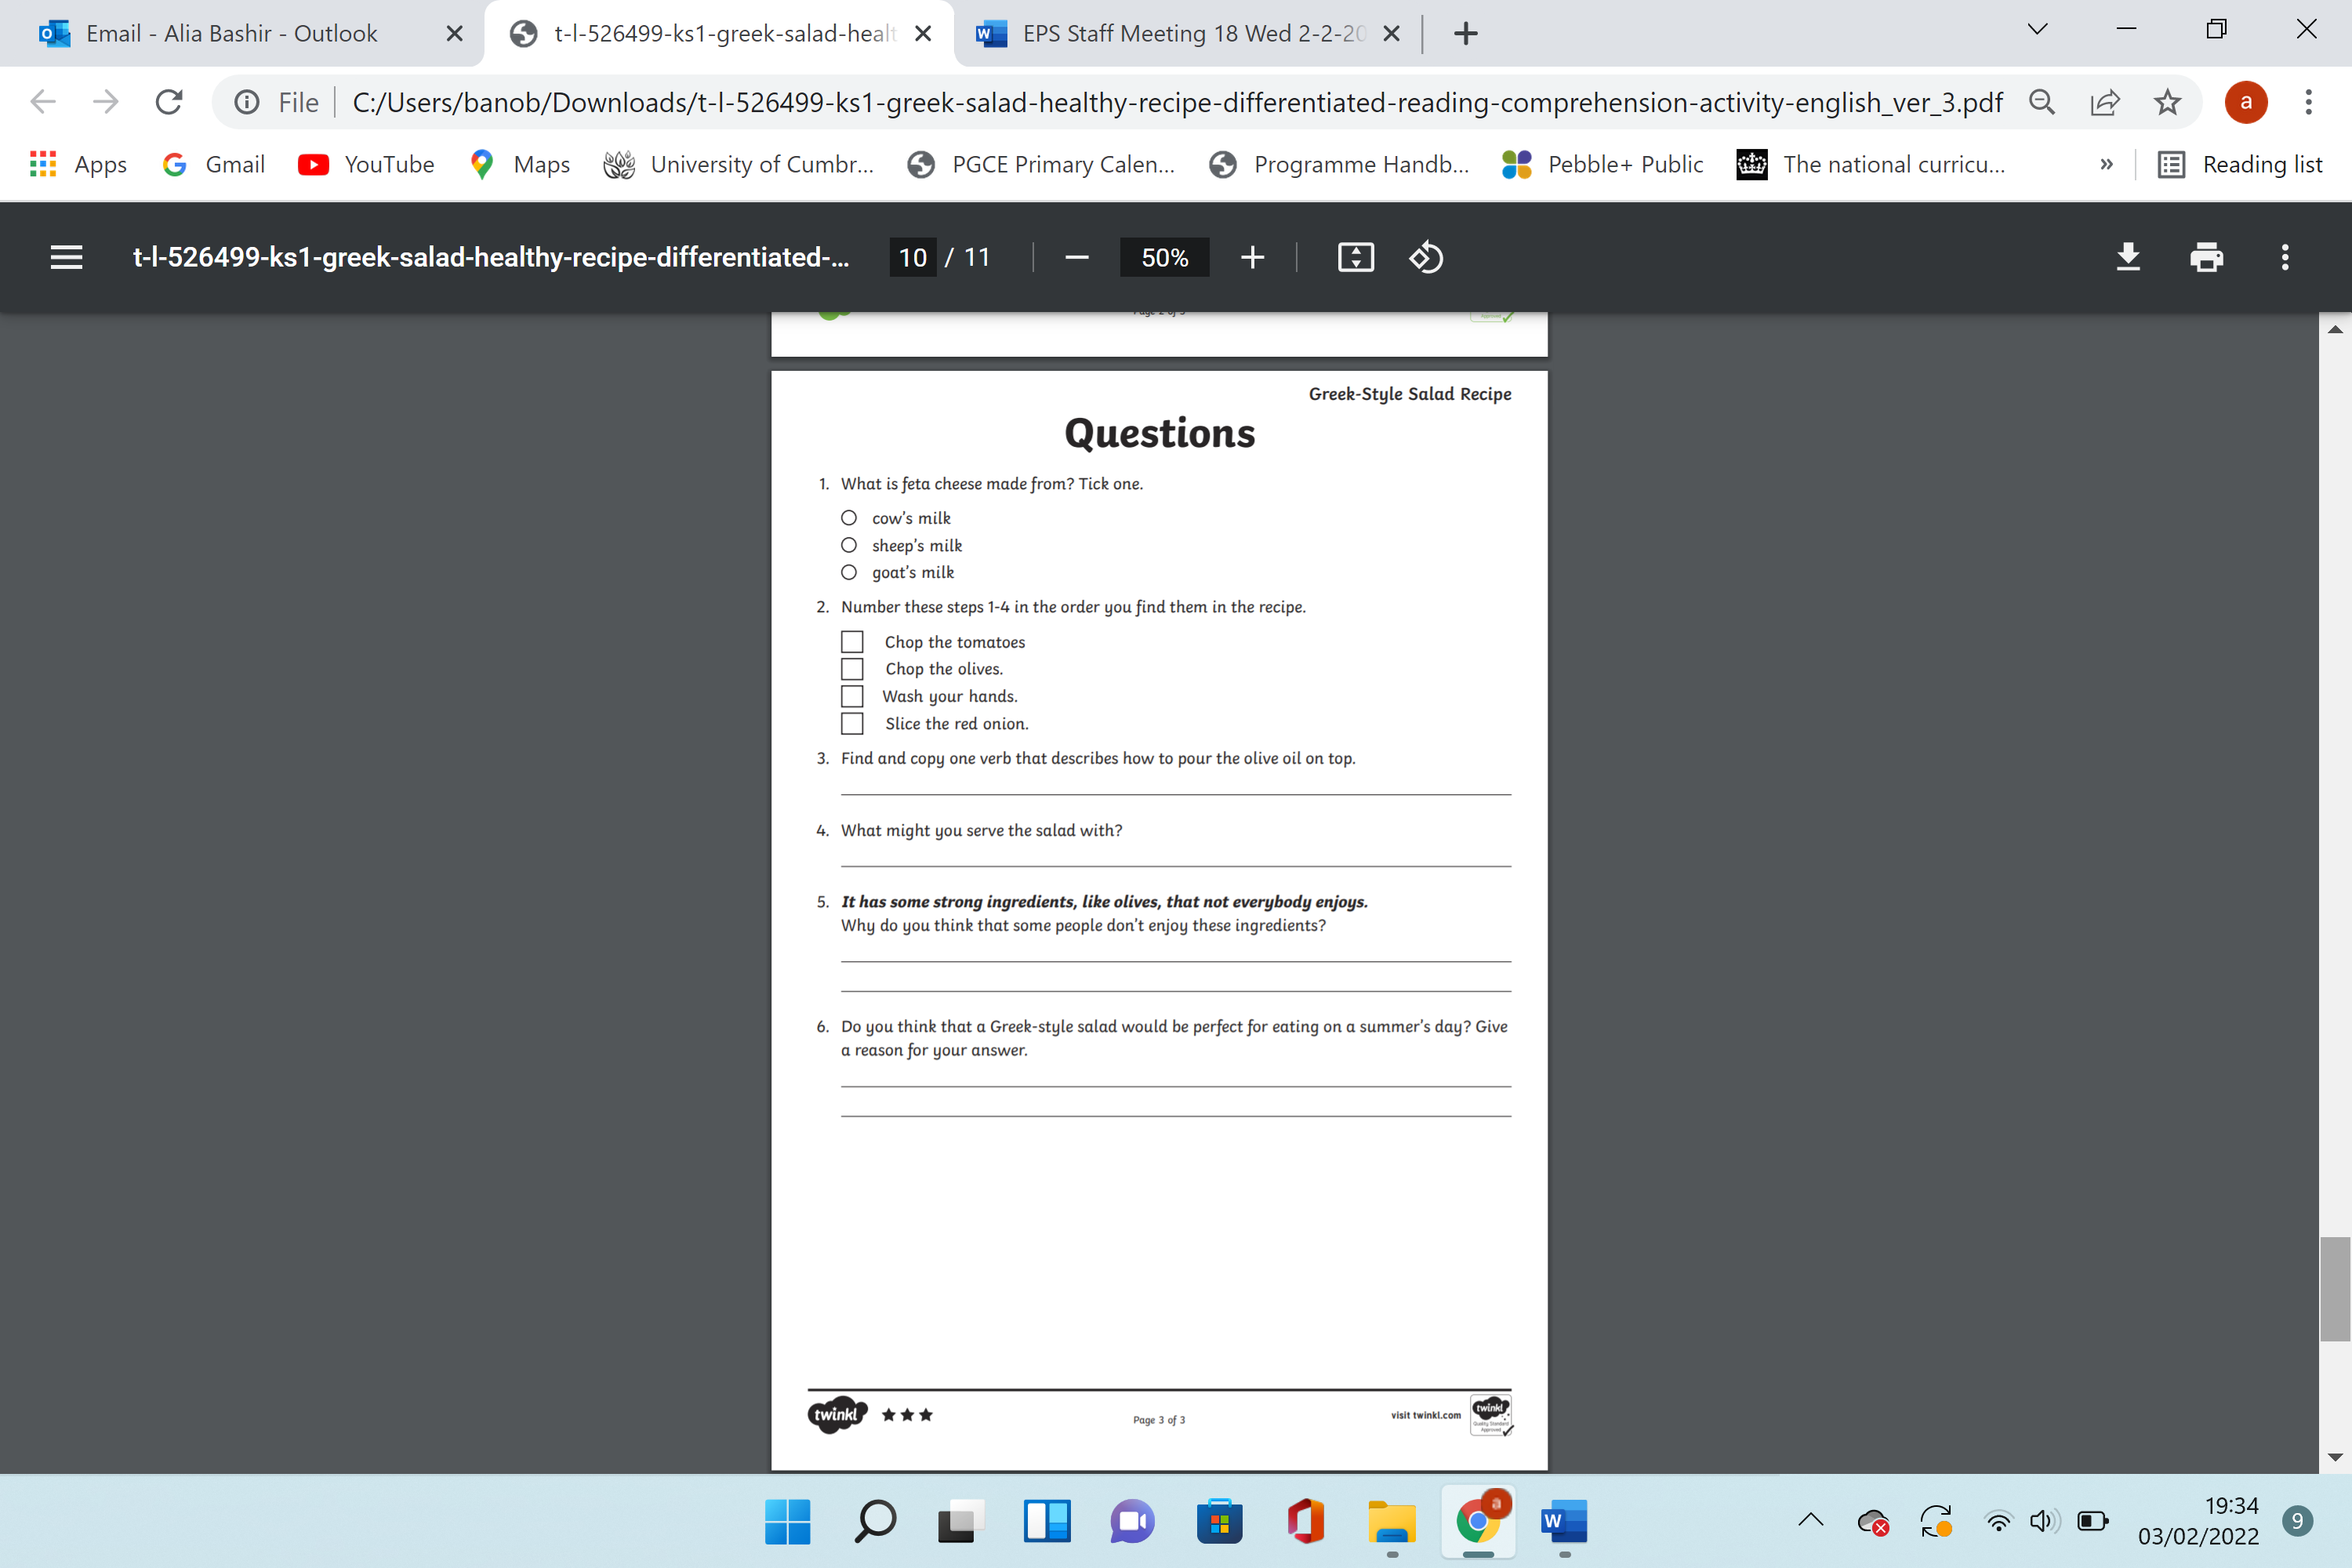 Email - Alia Bashir - Outlook
t-l-526499-ks1-greek-salad-healt
EPS Staff Meeting 18 Wed 2-2-20
File
C:/Users/banob/Downloads/t-l-526499-ks1-greek-salad-healthy-recipe-differentiated-reading-comprehension-activity-english_ver_3.pdf
a
Apps
Gmail
YouTube
Maps
University of Cumbr...
PGCE Primary Calen...
Programme Handb...
Pebble+ Public
The national curricu...
»
Reading list
t-l-526499-ks1-greek-salad-healthy-recipe-differentiated-...
10 / 11
50%
Page 2 of 3
Greek-Style Salad Recipe
Questions
1. What is feta cheese made from? Tick one.
cow's milk
sheep's milk
goat's milk
2. Number these steps 1-4 in the order you find them in the recipe.
Chop the tomatoes
Chop the olives.
Wash your hands.
Slice the red onion.
3. Find and copy one verb that describes how to pour the olive oil on top.
4. What might you serve the salad with?
5. It has some strong ingredients, like olives, that not everybody enjoys.
Why do you think that some people don't enjoy these ingredients?
6. Do you think that a Greek-style salad would be perfect for eating on a summer's day? Give
a reason for your answer.
twinkl
Page 3 of 3
visit twinkl.com
twinkl
Quality Standard
Approved
a
19:34
03/02/2022
9